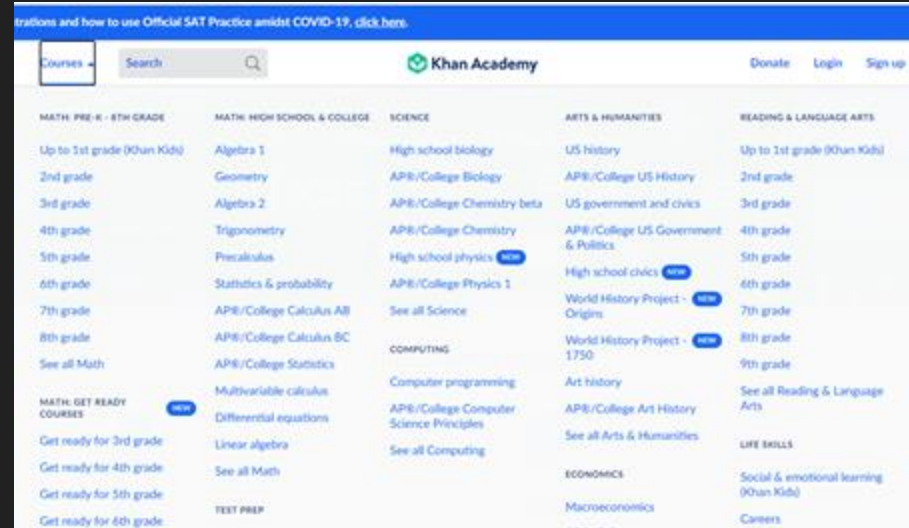 trations and how to use Official SAT Practice amidst COVID-19, click here.
Courses
Search
Khan Academy
Donate
Login
Sign up
MATH: PRE-K - 8TH GRADE
Up to 1st grade (Khan Kids)
2nd grade
3rd grade
4th grade
5th grade
6th grade
7th grade
8th grade
See all Math
MATH: GET READY
COURSES
NEW
Get ready for 3rd grade
Get ready for 4th grade
Get ready for 5th grade
Get ready for 6th grade
MATH: HIGH SCHOOL & COLLEGE
Algebra 1
Geometry
Algebra 2
Trigonometry
Precalculus
Statistics & probability
AP®/College Calculus AB
AP®/College Calculus BC
AP®/College Statistics
Multivariable calculus
Differential equations
Linear algebra
See all Math
TEST PREP
SCIENCE
High school biology
AP®/College Biology
AP®/College Chemistry beta
AP®/College Chemistry
High school physics NEW
AP®/College Physics 1
See all Science
COMPUTING
Computer programming
AP®/College Computer
Science Principles
See all Computing
ARTS & HUMANITIES
US history
AP®/College US History
US government and civics
AP®/College US Government
& Politics
High school civics NEW
World History Project - NEW
Origins
World History Project - NEW
1750
Art history
AP®/College Art History
See all Arts & Humanities
ECONOMICS
Macroeconomics
READING & LANGUAGE ARTS
Up to 1st grade (Khan Kids)
2nd grade
3rd grade
4th grade
5th grade
6th grade
7th grade
8th grade
9th grade
See all Reading & Language
Arts
LIFE SKILLS
Social & emotional learning
(Khan Kids)
Careers